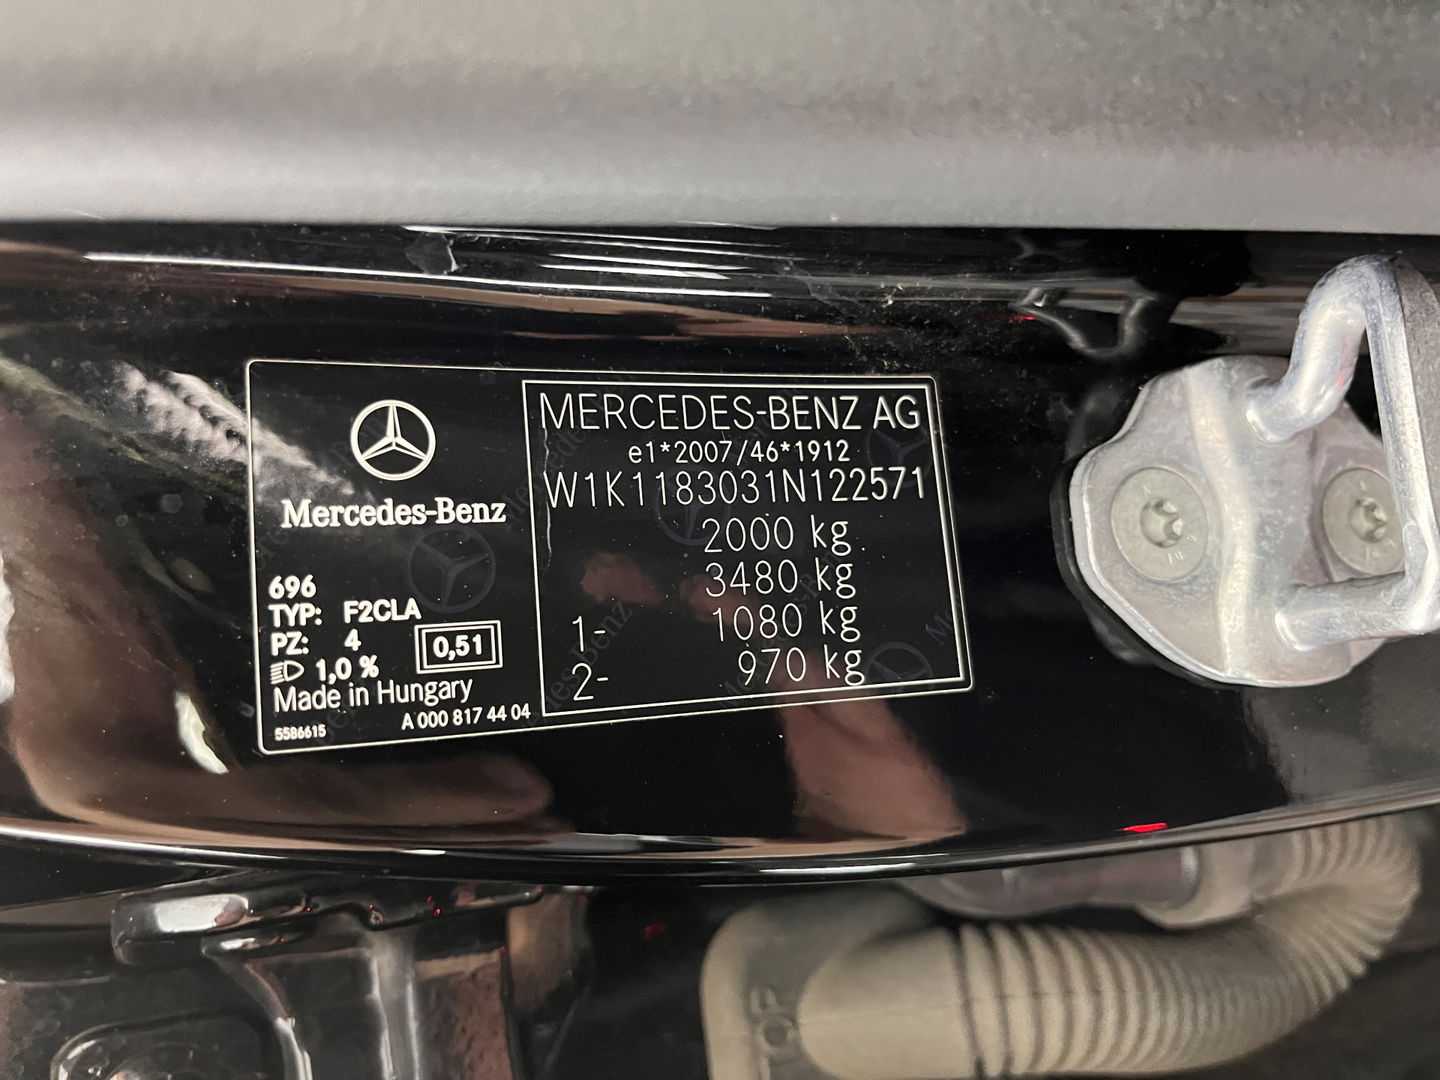 Mercedes-Benz
696
TYP: F2CLA
PZ: 4
1,0 %
0,51
Made in Hungary
5586615
A 000 817 44 04
MERCEDES-BENZ AG
e1*2007/46*1912
W1K1183031N122571
2000 kg
3480 kg
1- 1080 kg
2- 970 kg
TOP